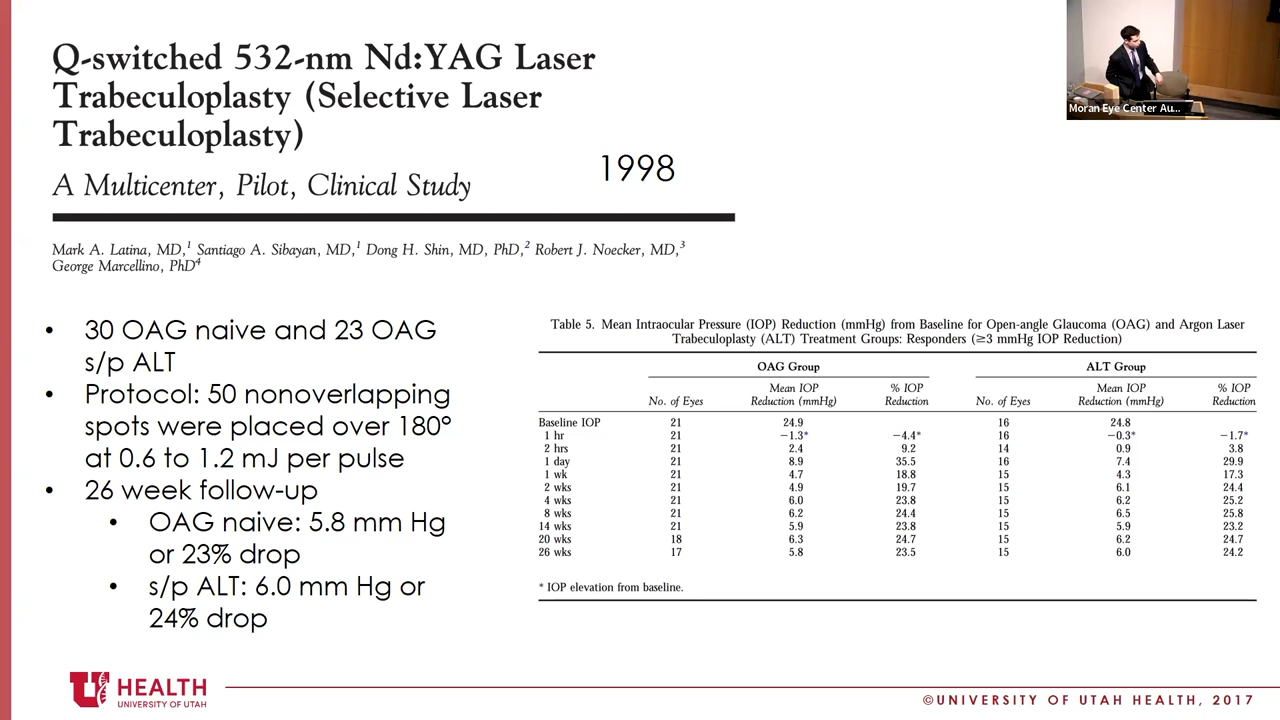 Q-switched 532-nm Nd:YAG Laser
Trabeculoplasty (Selective Laser
Trabeculoplasty)
A Multicenter, Pilot, Clinical Study
1998
Mark A. Latina, MD,1 Santiago A. Sibayan, MD,1 Dong H. Shin, MD, PhD,2 Robert J. Noecker, MD,3
George Marcellino, PhD4
• 30 OAG naive and 23 OAG
s/p ALT
• Protocol: 50 nonoverlapping
spots were placed over 180°
at 0.6 to 1.2 mJ per pulse
• 26 week follow-up
• OAG naive: 5.8 mm Hg
or 23% drop
• s/p ALT: 6.0 mm Hg or
24% drop
Table 5. Mean Intraocular Pressure (IOP) Reduction (mmHg) from Baseline for Open-angle Glaucoma (OAG) and Argon Laser
Trabeculoplasty (ALT) Treatment Groups: Responders (≥3 mmHg IOP Reduction)
OAG Group ALT Group
Mean IOP % IOP Mean IOP % IOP
No. of Eyes Reduction (mmHg) Reduction No. of Eyes Reduction (mmHg) Reduction
Baseline IOP 21 24.9 16 24.8
1 hr 21 −1.3* −4.4* 16 −0.3* −1.7*
2 hrs 21 2.4 9.2 14 0.9 3.8
1 day 21 8.9 35.5 16 7.4 29.9
1 wk 21 4.7 18.8 15 4.3 17.3
2 wks 21 4.9 19.7 15 6.1 24.4
4 wks 21 6.0 23.8 15 6.2 25.2
8 wks 21 6.2 24.4 15 6.5 25.8
14 wks 21 5.9 23.8 15 5.9 23.2
20 wks 18 6.3 24.7 15 6.2 24.7
26 wks 17 5.8 23.5 15 6.0 24.2
* IOP elevation from baseline.
Moran Eye Center Au...
U HEALTH
UNIVERSITY OF UTAH
©UNIVERSITY OF UTAH HEALTH, 2017